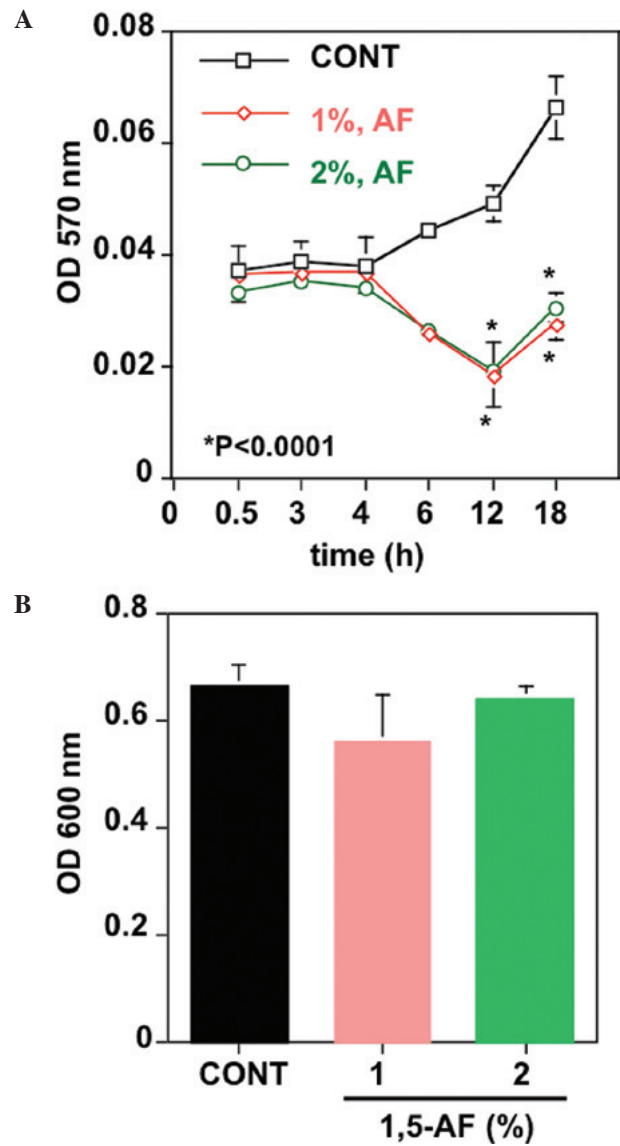 A
0.08
0.06
0.04
0.02
0
OD 570 nm
CONT
1%, AF
2%, AF
*
*
*
*
*P<0.0001
0 0.5 3 4 6 12 18
time (h)
B
0.8
0.6
0.4
0.2
0
OD 600 nm
CONT 1 2
1,5-AF (%)